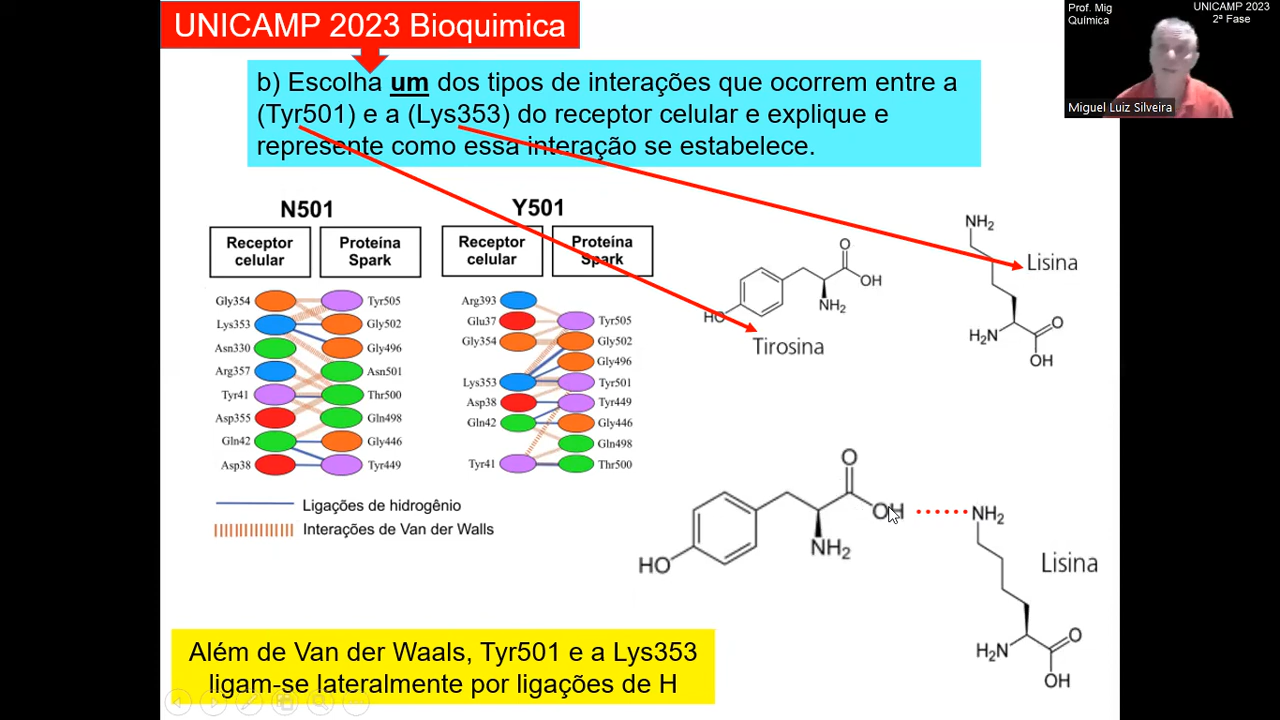 UNICAMP 2023 Bioquimica
Prof. Mig
Química
UNICAMP 2023
2ª Fase
Miguel Luiz Silveira
b) Escolha um dos tipos de interações que ocorrem entre a
(Tyr501) e a (Lys353) do receptor celular e explique e
represente como essa interação se estabelece.
N501
Receptor
celular
Proteína
Spark
Gly354
Tyr505
Lys353
Gly502
Asn330
Gly496
Arg357
Asn501
Tyr41
Thr500
Asp355
Gln498
Gln42
Gly446
Asp38
Tyr449
Y501
Receptor
celular
Proteína
Spark
Arg393
Glu37
Tyr505
Gly354
Gly502
Gly496
Lys353
Tyr501
Asp38
Tyr449
Gln42
Gly446
Gln498
Tyr41
Thr500
Ligações de hidrogênio
Interações de Van der Walls
O
OH
NH2
HO
Tirosina
NH2
Lisina
H2N
O
OH
O
OH
NH2
HO
NH2
Lisina
H2N
O
OH
Além de Van der Waals, Tyr501 e a Lys353
ligam-se lateralmente por ligações de H